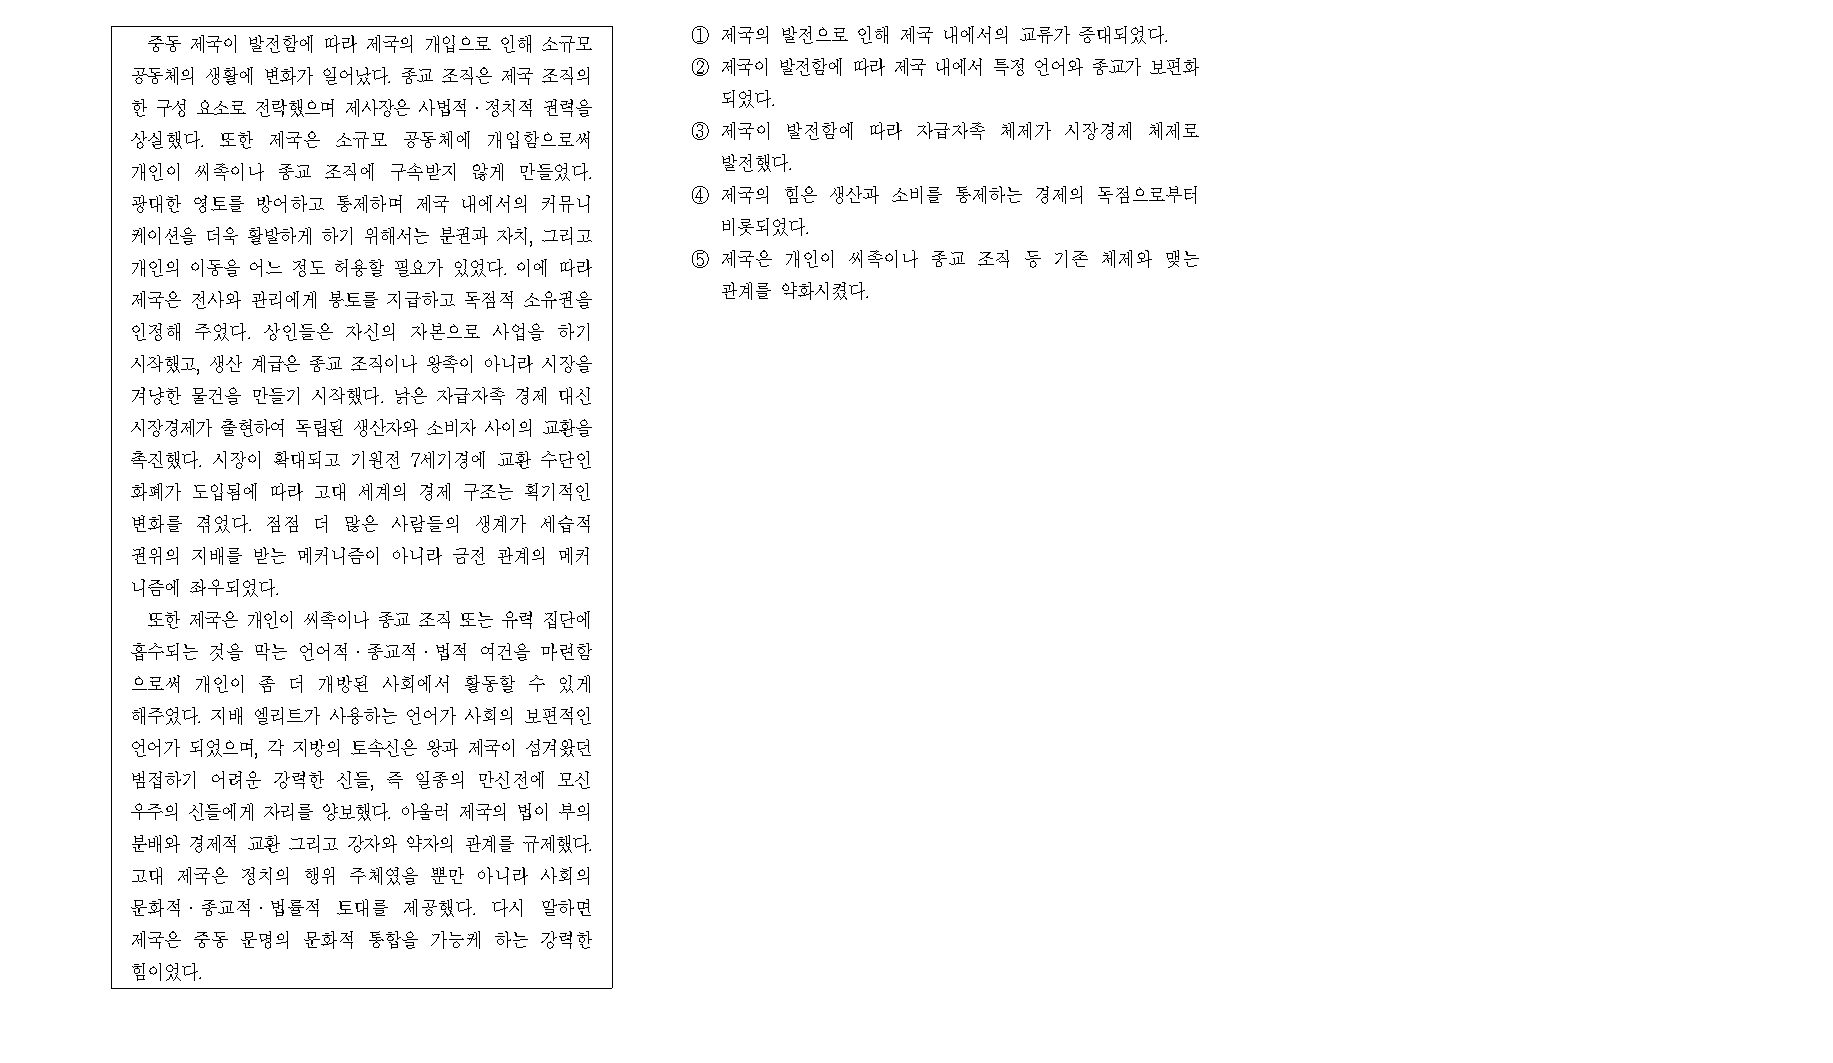 중동 제국이 발전함에 따라 제국의 개입으로 인해 소규모
공동체의 생활에 변화가 일어났다. 종교 조직은 제국 조직의
한 구성 요소로 전락했으며 제사장은 사법적·정치적 권력을
상실했다. 또한 제국은 소규모 공동체에 개입함으로써
개인이 씨족이나 종교 조직에 구속받지 않게 만들었다.
광대한 영토를 방어하고 통제하며 제국 내에서의 커뮤니
케이션을 더욱 활발하게 하기 위해서는 분권과 자치, 그리고
개인의 이동을 어느 정도 허용할 필요가 있었다. 이에 따라
제국은 전사와 관리에게 봉토를 지급하고 독점적 소유권을
인정해 주었다. 상인들은 자신의 자본으로 사업을 하기
시작했고, 생산 계급은 종교 조직이나 왕족이 아니라 시장을
겨냥한 물건을 만들기 시작했다. 낡은 자급자족 경제 대신
시장경제가 출현하여 독립된 생산자와 소비자 사이의 교환을
촉진했다. 시장이 확대되고 기원전 7세기경에 교환 수단인
화폐가 도입됨에 따라 고대 세계의 경제 구조는 획기적인
변화를 겪었다. 점점 더 많은 사람들의 생계가 세습적
권위의 지배를 받는 메커니즘이 아니라 금전 관계의 메커
니즘에 좌우되었다.
또한 제국은 개인이 씨족이나 종교 조직 또는 유력 집단에
흡수되는 것을 막는 언어적·종교적·법적 여건을 마련함
으로써 개인이 좀 더 개방된 사회에서 활동할 수 있게
해주었다. 지배 엘리트가 사용하는 언어가 사회의 보편적인
언어가 되었으며, 각 지방의 토속신은 왕과 제국이 섬겨왔던
범접하기 어려운 강력한 신들, 즉 일종의 만신전에 모신
우주의 신들에게 자리를 양보했다. 아울러 제국의 법이 부의
분배와 경제적 교환 그리고 강자와 약자의 관계를 규제했다.
고대 제국은 정치의 행위 주체였을 뿐만 아니라 사회의
문화적·종교적·법률적 토대를 제공했다. 다시 말하면
제국은 중동 문명의 문화적 통합을 가능케 하는 강력한
힘이었다.
① 제국의 발전으로 인해 제국 내에서의 교류가 증대되었다.
② 제국이 발전함에 따라 제국 내에서 특정 언어와 종교가 보편화
되었다.
③ 제국이 발전함에 따라 자급자족 체제가 시장경제 체제로
발전했다.
④ 제국의 힘은 생산과 소비를 통제하는 경제의 독점으로부터
비롯되었다.
⑤ 제국은 개인이 씨족이나 종교 조직 등 기존 체제와 맺는
관계를 약화시켰다.